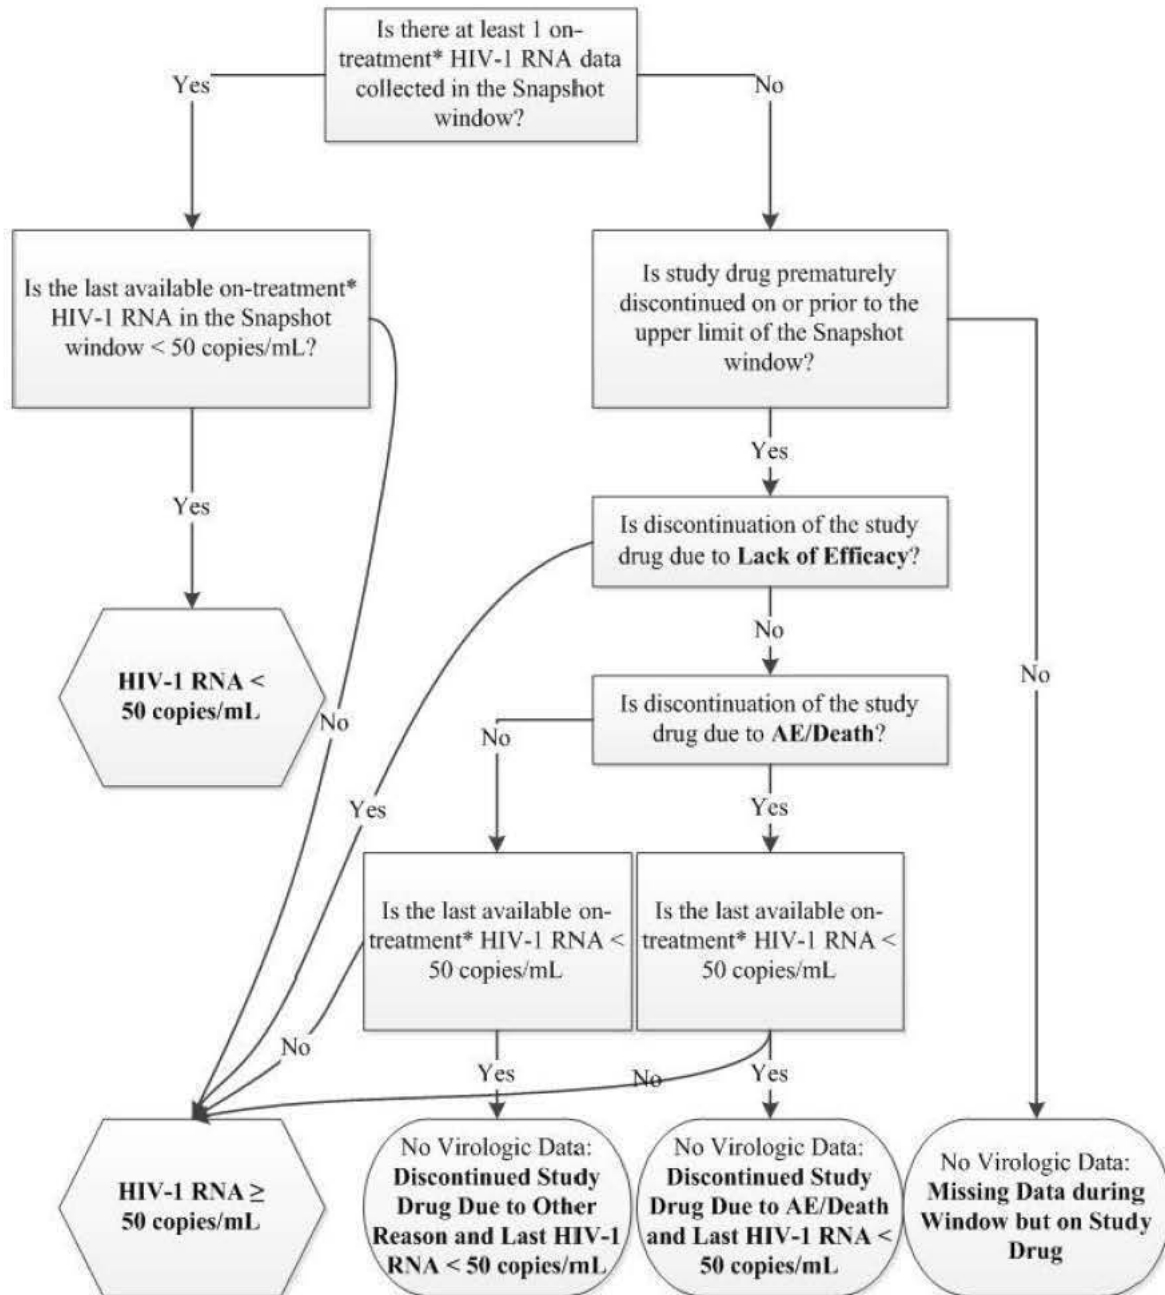 Is there at least 1 on-
treatment* HIV-1 RNA data
collected in the Snapshot
window?
Yes
No
Is the last available on-treatment*
HIV-1 RNA in the Snapshot
window < 50 copies/mL?
Is study drug prematurely
discontinued on or prior to the
upper limit of the Snapshot
window?
Yes
Yes
Is discontinuation of the study
drug due to Lack of Efficacy?
No
HIV-1 RNA <
50 copies/mL
No
No
Is discontinuation of the study
drug due to AE/Death?
No
Yes
Yes
Is the last available on-
treatment* HIV-1 RNA <
50 copies/mL
Is the last available on-
treatment* HIV-1 RNA <
50 copies/mL
No
Yes
No
Yes
HIV-1 RNA ≥
50 copies/mL
No Virologic Data:
Discontinued Study
Drug Due to Other
Reason and Last HIV-1
RNA < 50 copies/mL
No Virologic Data:
Discontinued Study
Drug Due to AE/Death
and Last HIV-1 RNA <
50 copies/mL
No Virologic Data:
Missing Data during
Window but on Study
Drug